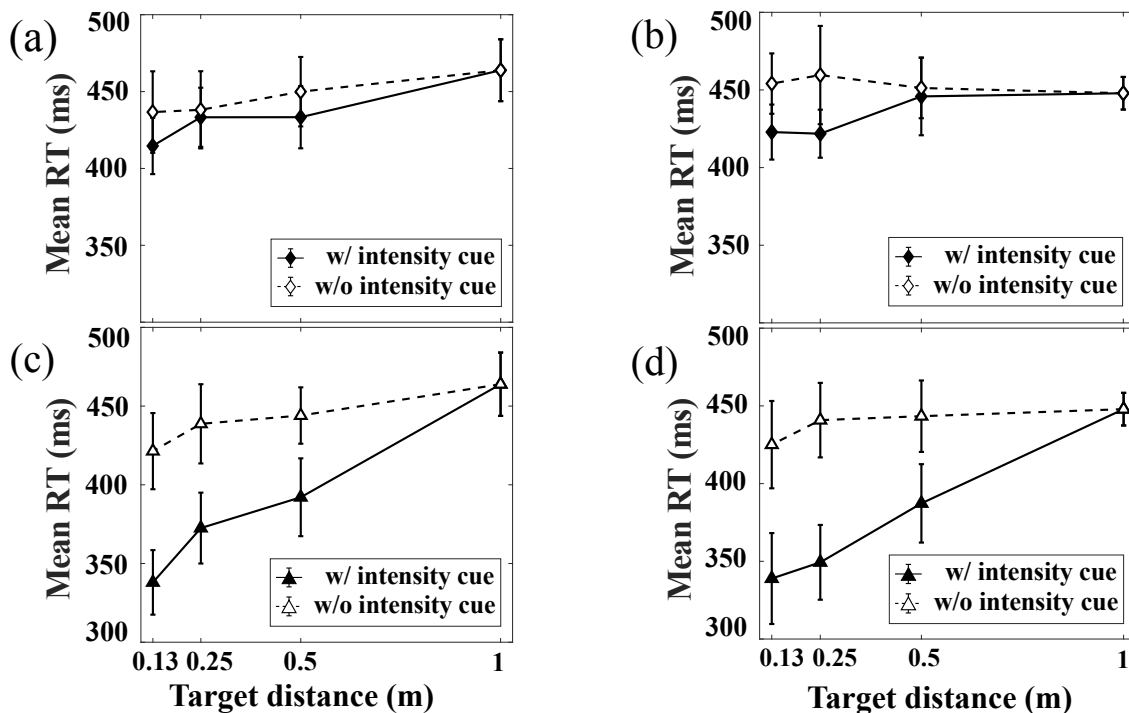 (a)
500
450
400
350
Mean RT (ms)
w/ intensity cue
w/o intensity cue
(b)
500
450
400
350
Mean RT (ms)
w/ intensity cue
w/o intensity cue
(c)
500
450
400
350
300
Mean RT (ms)
w/ intensity cue
w/o intensity cue
0.13 0.25 0.5 1
Target distance (m)
(d)
500
450
400
350
300
Mean RT (ms)
w/ intensity cue
w/o intensity cue
0.13 0.25 0.5 1
Target distance (m)